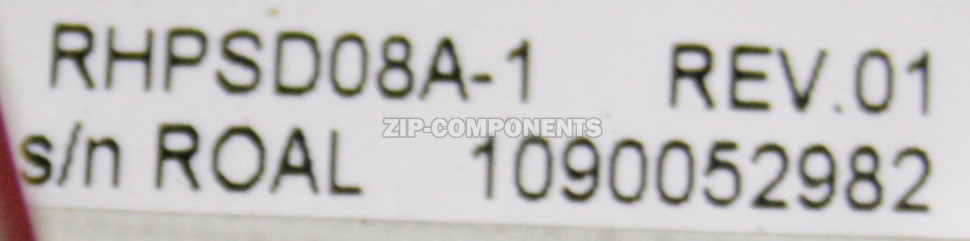 RHPSD08A-1 REV.01
ZIP-COMPONENTS
s/n ROAL 1090052982